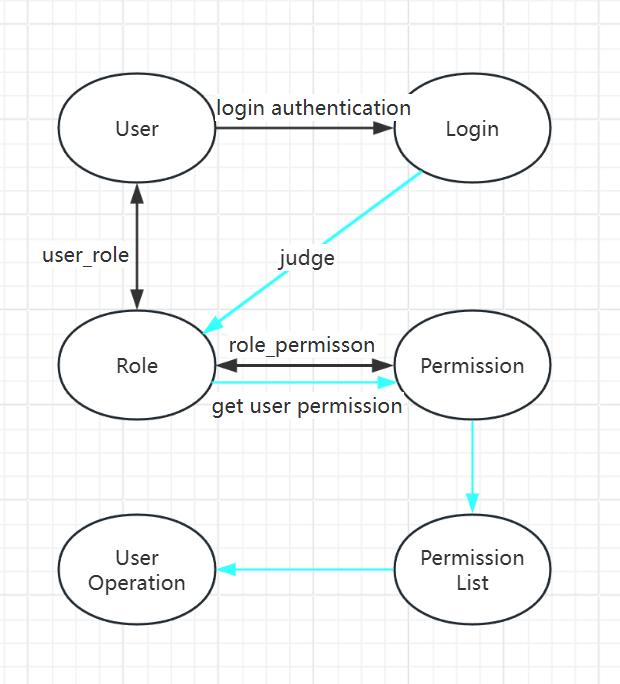 login authentication
User
Login
user_role
judge
role_permisson
Role
Permission
get user permission
User
Operation
Permission
List